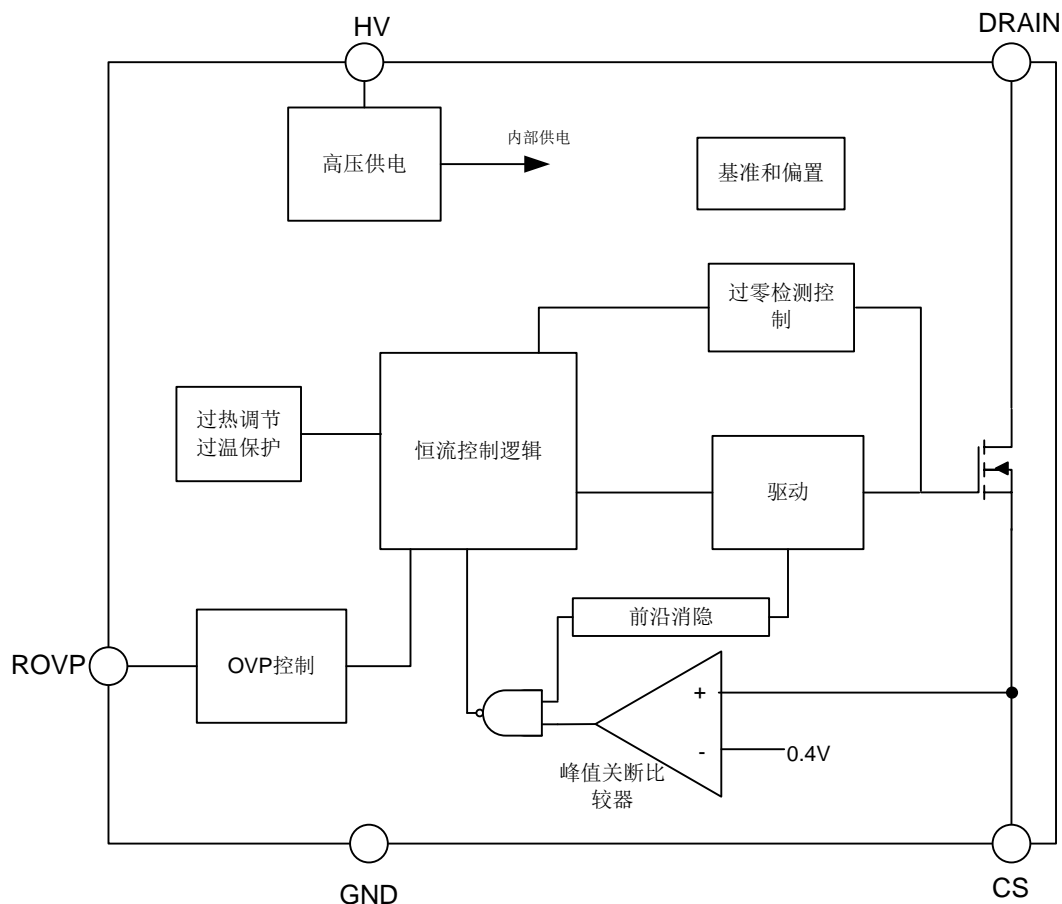 HV
DRAIN
高压供电
内部供电
基准和偏置
过零检测控
制
过热调节
过温保护
恒流控制逻辑
驱动
前沿消隐
ROVP
OVP控制
+
-
0.4V
峰值关断比
较器
GND
CS